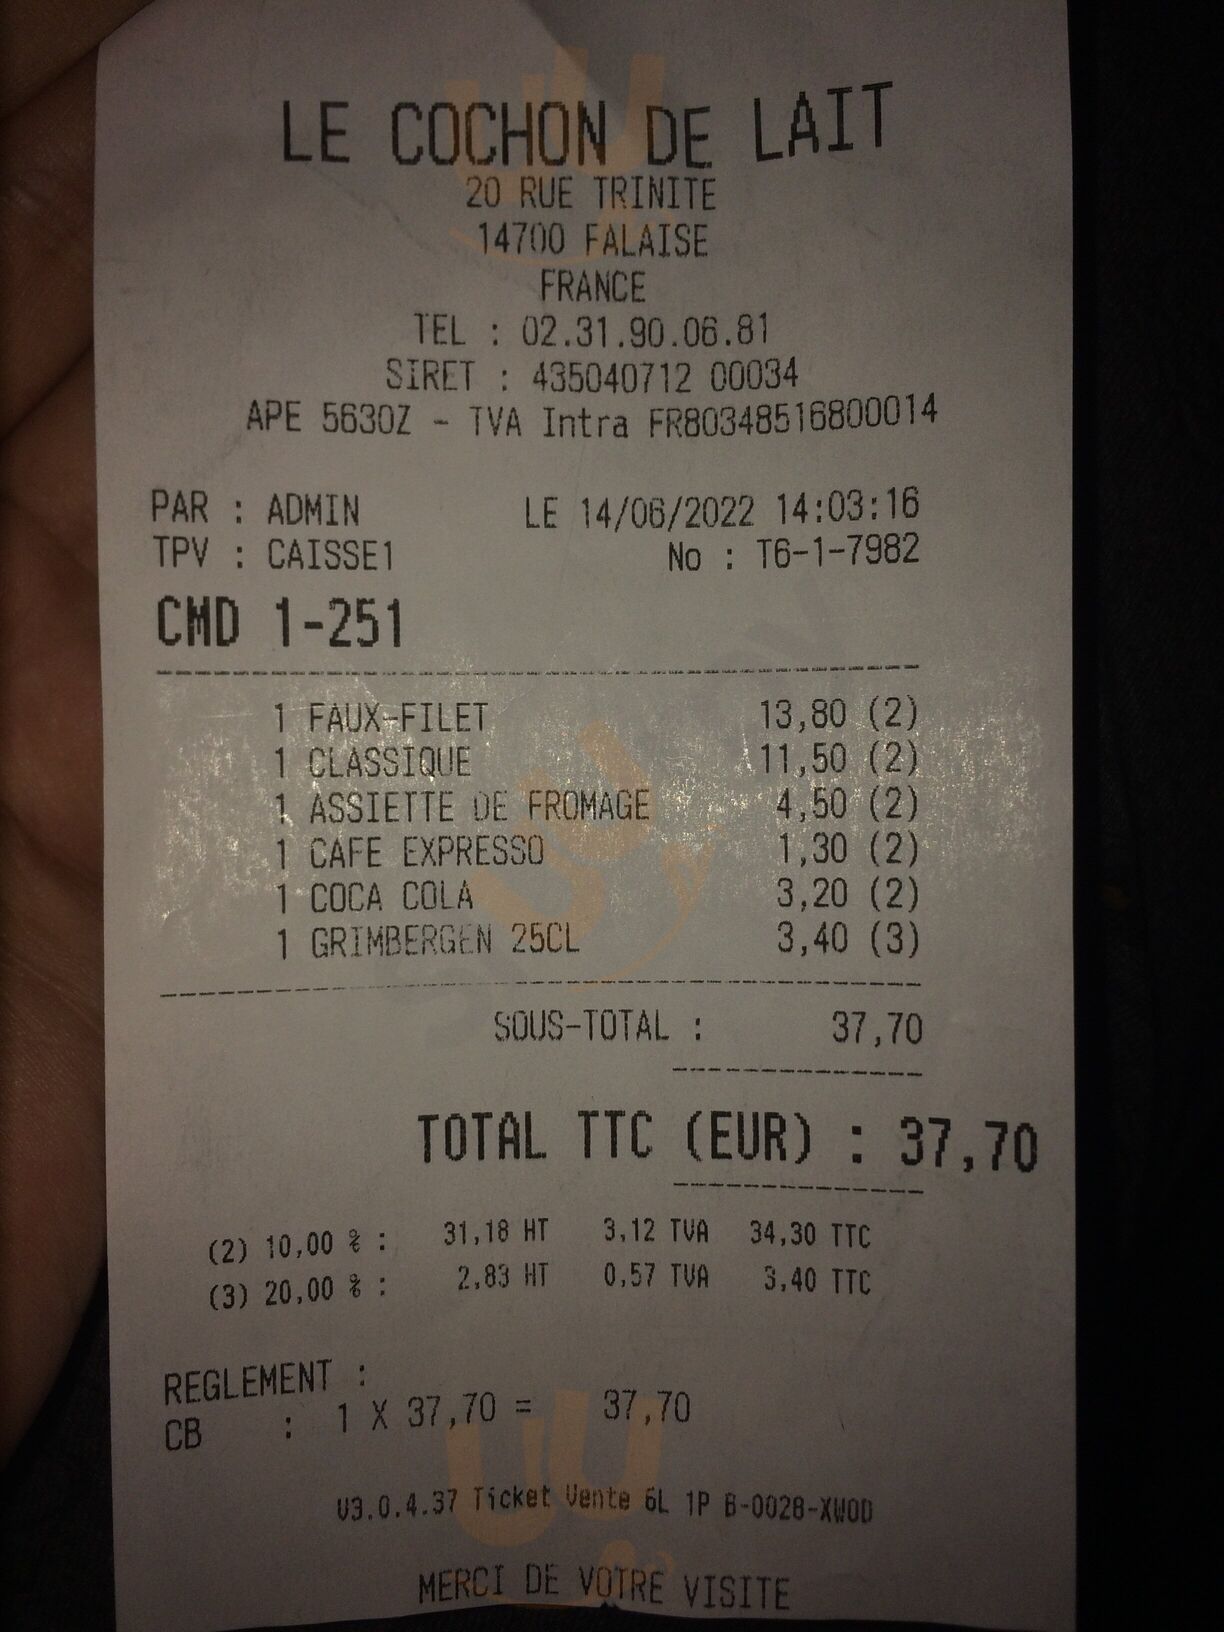 LE COCHON DE LAIT
20 RUE TRINITE
14700 FALAISE
FRANCE
TEL : 02.31.90.06.81
SIRET : 435040712 00034
APE 5630Z - TVA Intra FR80348516800014
PAR : ADMIN LE 14/06/2022 14:03:16
TPV : CAISSE1 No : T6-1-7982
CMD 1-251
1 FAUX-FILET 13,80 (2)
1 CLASSIQUE 11,50 (2)
1 ASSIETTE DE FROMAGE 4,50 (2)
1 CAFE EXPRESSO 1,30 (2)
1 COCA COLA 3,20 (2)
1 GRIMBERGEN 25CL 3,40 (3)
SOUS-TOTAL : 37,70
TOTAL TTC (EUR) : 37,70
(2) 10,00 % : 31,18 HT 3,12 TVA 34,30 TTC
(3) 20,00 % : 2,83 HT 0,57 TVA 3,40 TTC
REGLEMENT :
CB : 1 X 37,70 = 37,70
V3.0.4.37 Ticket Vente 6L 1P B-0028-XWOD
MERCI DE VOTRE VISITE